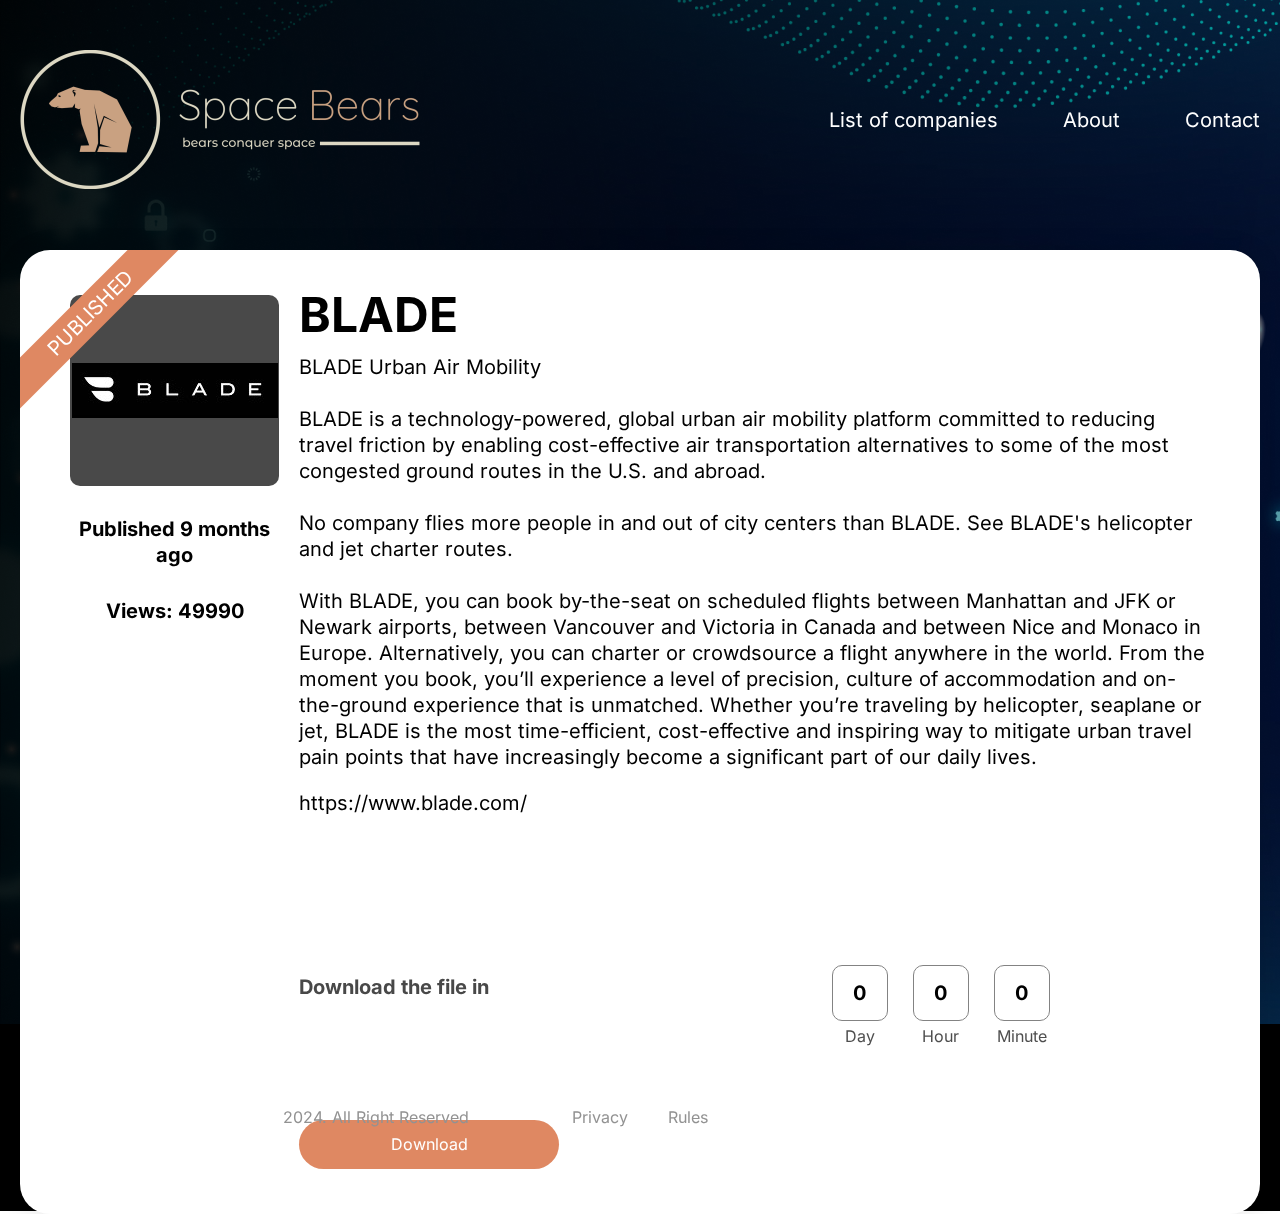 Space Bears
bears conquer space
List of companies
About
Contact
PUBLISHED
BLADE
Published 9 months
ago
Views: 49990
BLADE
BLADE Urban Air Mobility
BLADE is a technology-powered, global urban air mobility platform committed to reducing
travel friction by enabling cost-effective air transportation alternatives to some of the most
congested ground routes in the U.S. and abroad.
No company flies more people in and out of city centers than BLADE. See BLADE's helicopter
and jet charter routes.
With BLADE, you can book by-the-seat on scheduled flights between Manhattan and JFK or
Newark airports, between Vancouver and Victoria in Canada and between Nice and Monaco in
Europe. Alternatively, you can charter or crowdsource a flight anywhere in the world. From the
moment you book, you’ll experience a level of precision, culture of accommodation and on-
the-ground experience that is unmatched. Whether you’re traveling by helicopter, seaplane or
jet, BLADE is the most time-efficient, cost-effective and inspiring way to mitigate urban travel
pain points that have increasingly become a significant part of our daily lives.
https://www.blade.com/
Download the file in
0
0
0
Day
Hour
Minute
2024. All Right Reserved
Privacy
Rules
Download